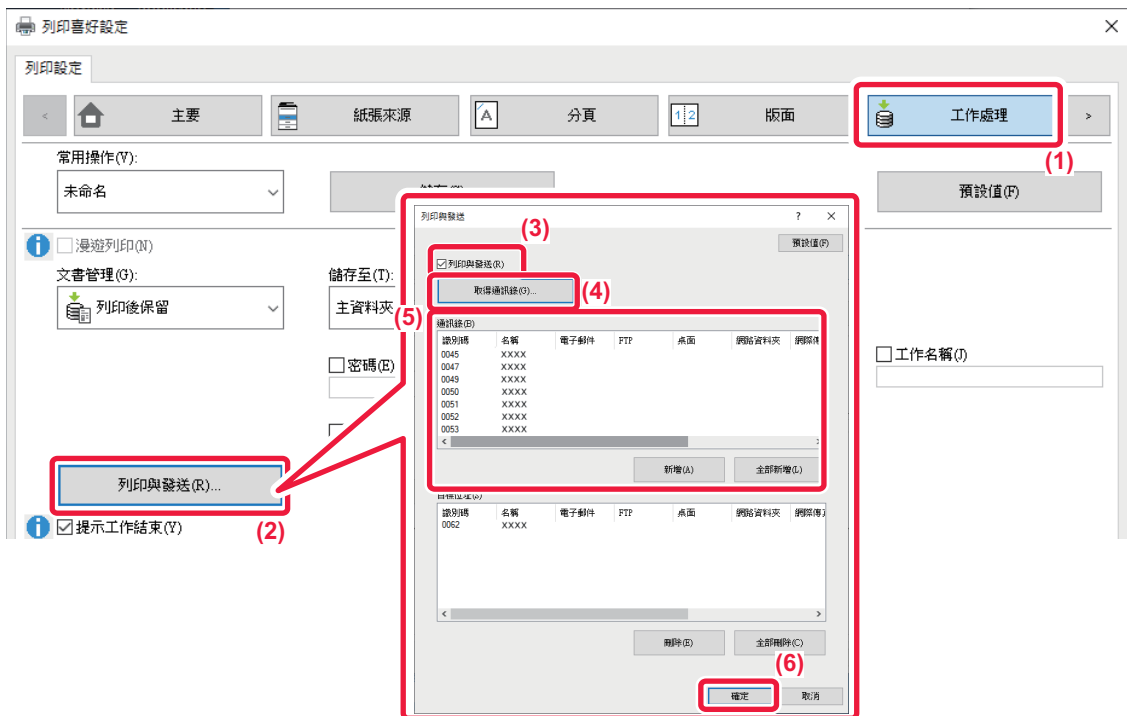 列印喜好設定
列印設定
< 主要 紙張來源 A 分頁 1 2 版面 工作處理 >
(1)
常用操作(V):
未命名
預設值(F)
漫遊列印(N)
文書管理(G):
列印後保留
儲存至(T):
主資料夾
密碼(E)
工作名稱(J)
列印與發送(R)...
(2)
提示工作結束(Y)
列印與發送 ? ×
(3)
預設值(F)
列印與發送(R)
取得通訊錄(G)...
(4)
(5)
通訊錄(B)
識別碼 名稱 電子郵件 FTP 桌面 網路資料夾
0045 XXXX
0047 XXXX
0049 XXXX
0050 XXXX
0051 XXXX
0052 XXXX
0053 XXXX
新增(A) 全部新增(L)
識別碼 名稱 電子郵件 FTP 桌面 網路資料夾
0062 XXXX
刪除(E) 全部刪除(C)
(6)
確定 取消